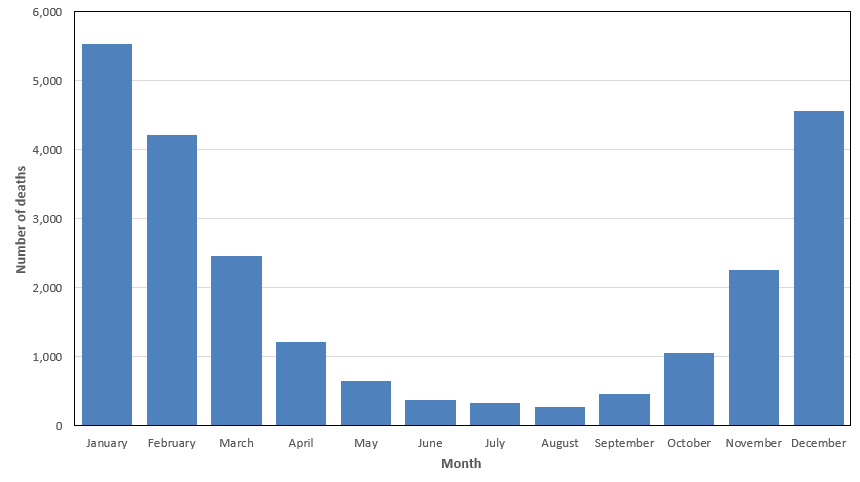 6,000
5,000
4,000
3,000
2,000
1,000
0
Number of deaths
January February March April May June July August September October November December
Month